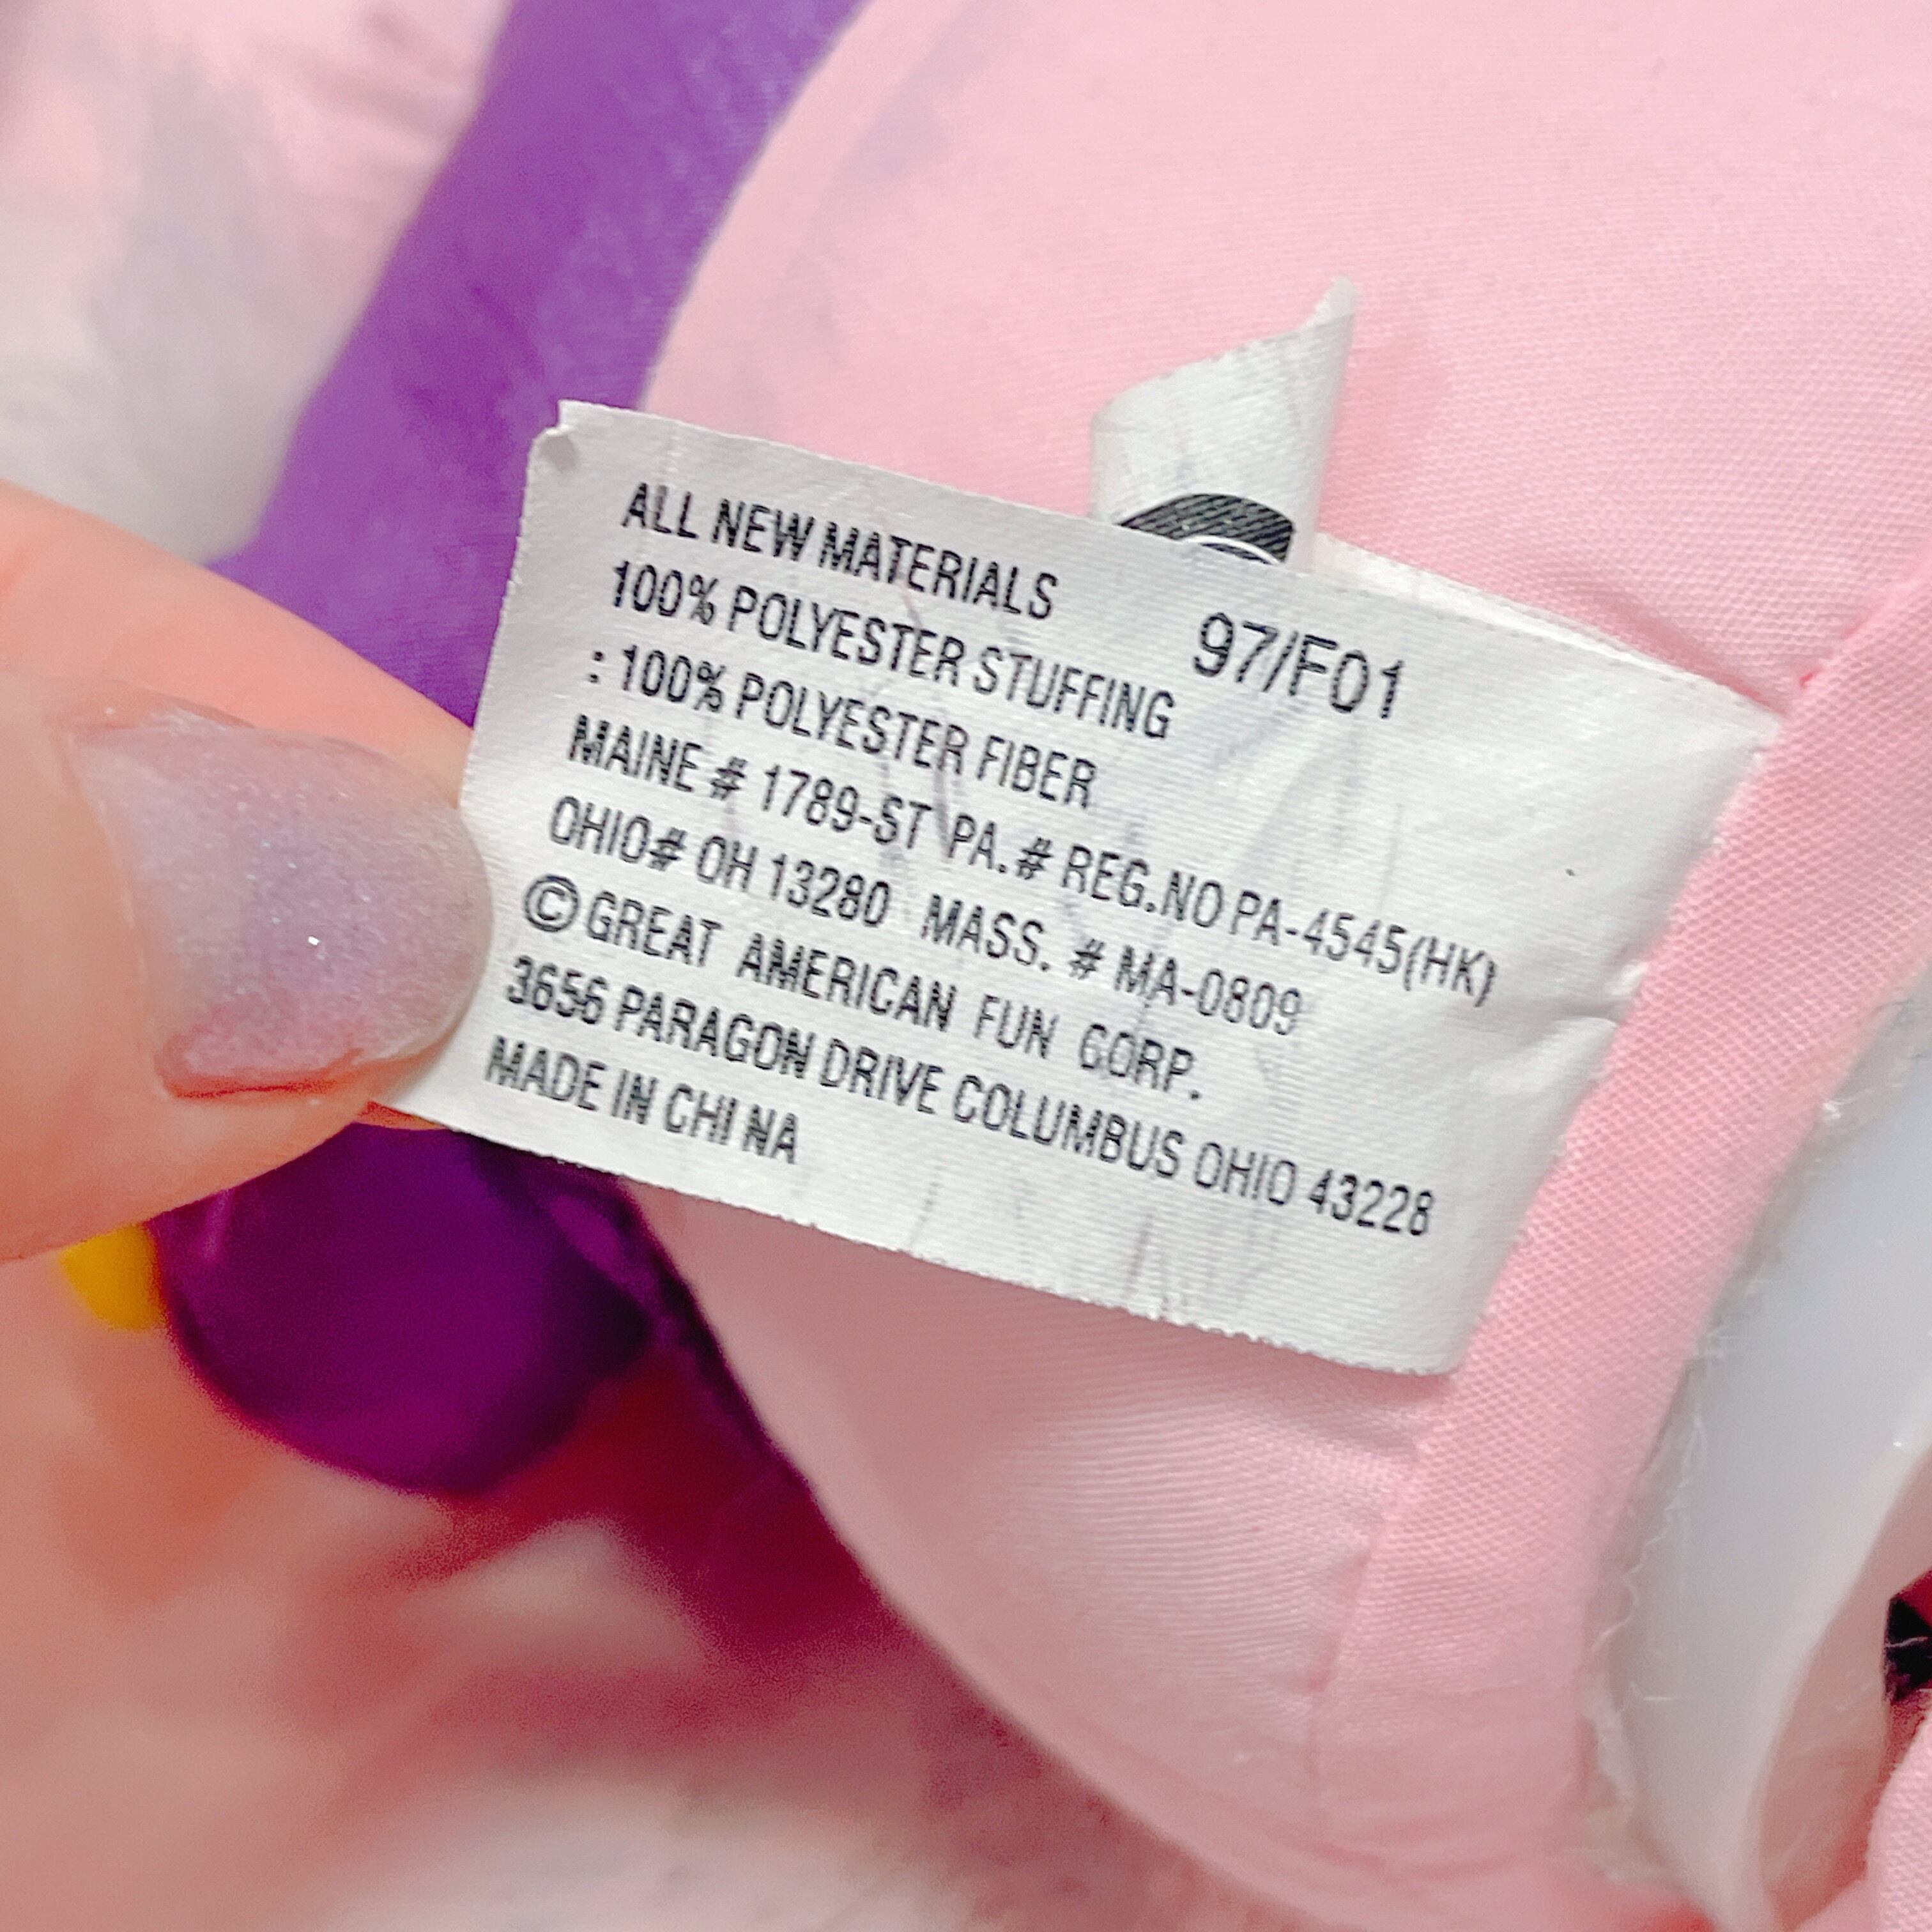 ALL NEW MATERIALS
97/F01
100% POLYESTER STUFFING
: 100% POLYESTER FIBER
MAINE # 1789-ST PA.# REG.NO PA-4545(HK)
OHIO# OH 13280 MASS. # MA-0809
©GREAT AMERICAN FUN CORP.
3656 PARAGON DRIVE COLUMBUS OHIO 43228
MADE IN CHINA